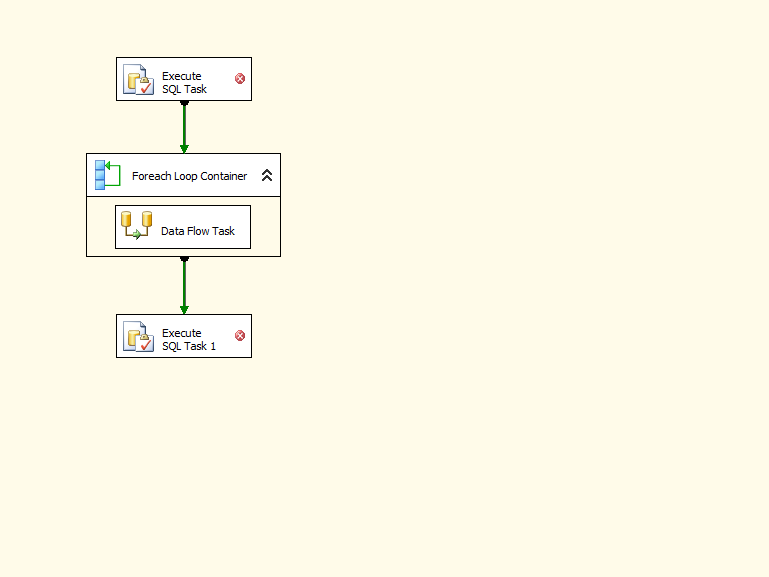 Execute
SQL Task
Foreach Loop Container
Data Flow Task
Execute
SQL Task 1